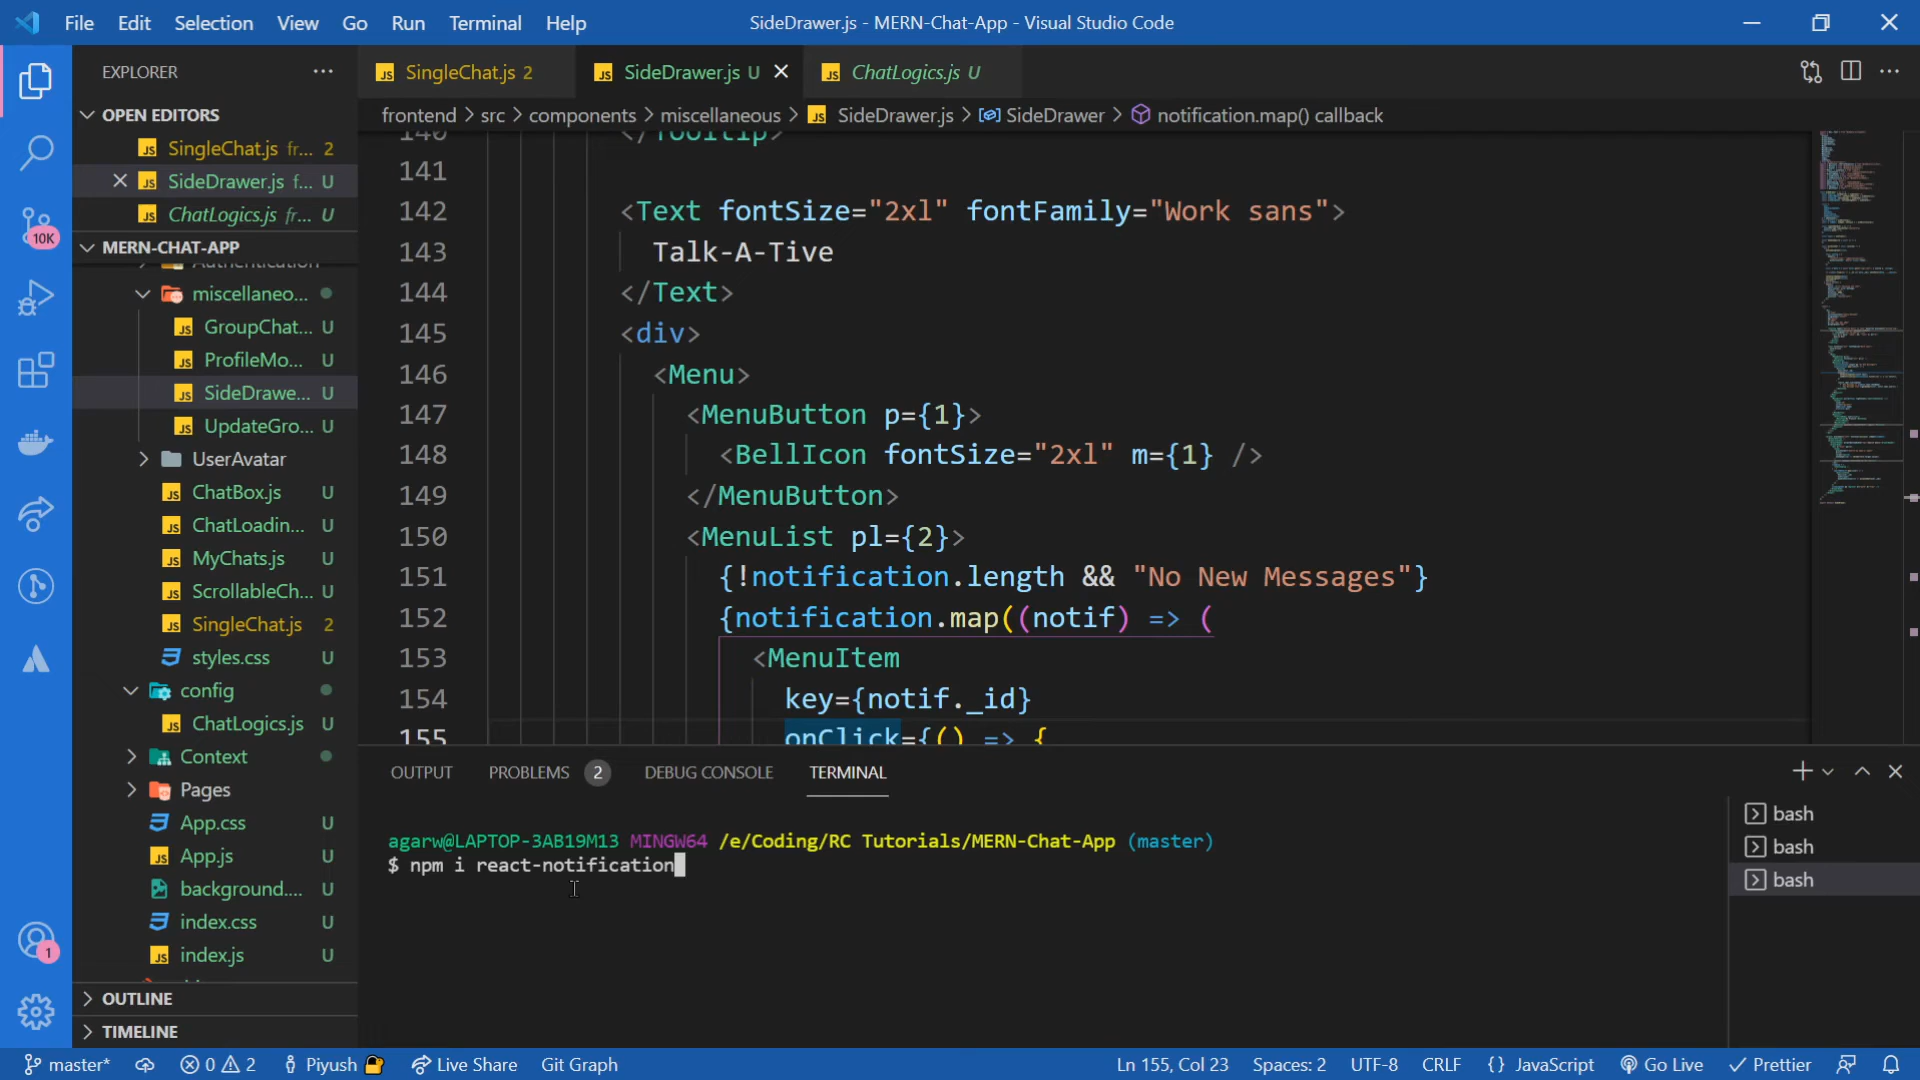 File Edit Selection View Go Run Terminal Help
SideDrawer.js - MERN-Chat-App - Visual Studio Code
EXPLORER
OPEN EDITORS
SingleChat.js fr... 2
SideDrawer.js f... U
ChatLogics.js fr... U
MERN-CHAT-APP
Authentication
miscellaneo...
GroupChat... U
ProfileMo... U
SideDrawe... U
UpdateGro... U
UserAvatar
ChatBox.js U
ChatLoadin... U
MyChats.js U
ScrollableCh... U
SingleChat.js 2
styles.css U
config
ChatLogics.js U
Context
Pages
App.css U
App.js U
background.... U
index.css U
index.js U
OUTLINE
TIMELINE
10K
1
SingleChat.js 2
SideDrawer.js U
ChatLogics.js U
frontend > src > components > miscellaneous > SideDrawer.js > SideDrawer > notification.map() callback
140 </Tooltip>
141
142 <Text fontSize="2xl" fontFamily="Work sans">
143 Talk-A-Tive
144 </Text>
145 <div>
146 <Menu>
147 <MenuButton p={1}>
148 <BellIcon fontSize="2xl" m={1} />
149 </MenuButton>
150 <MenuList pl={2}>
151 {!notification.length && "No New Messages"}
152 {notification.map((notif) => (
153 <MenuItem
154 key={notif._id}
155 onClick={() => {
OUTPUT PROBLEMS 2 DEBUG CONSOLE TERMINAL
agarw@LAPTOP-3AB19M13 MINGW64 /e/Coding/RC Tutorials/MERN-Chat-App (master)
$ npm i react-notification
bash
bash
bash
master* 0 2 Piyush Live Share Git Graph Ln 155, Col 23 Spaces: 2 UTF-8 CRLF {} JavaScript Go Live Prettier